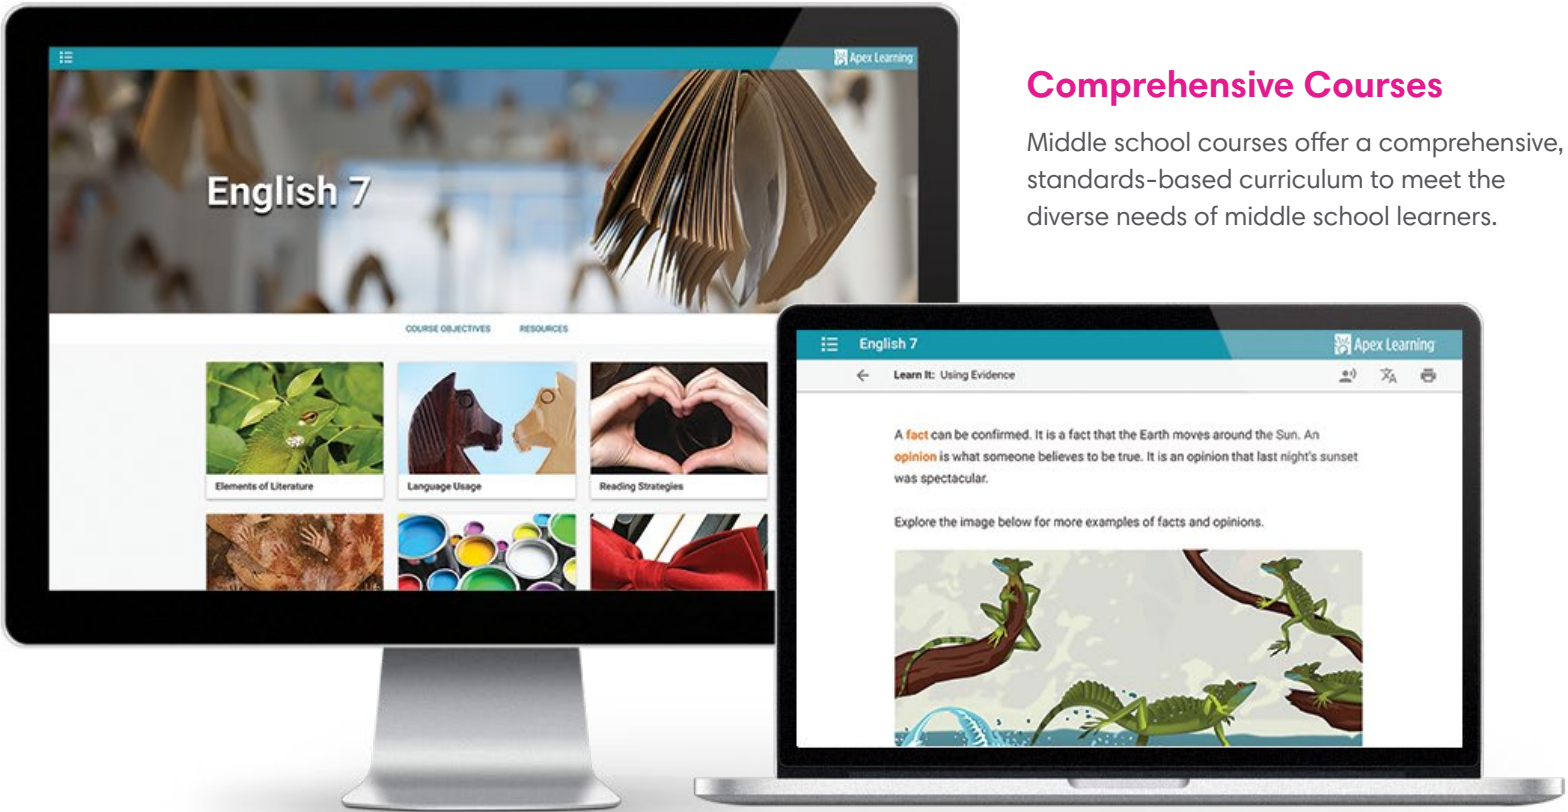 Apex Learning
English 7
COURSE OBJECTIVES RESOURCES
Elements of Literature
Language Usage
Reading Strategies
Comprehensive Courses
Middle school courses offer a comprehensive,
standards-based curriculum to meet the
diverse needs of middle school learners.
English 7
Apex Learning
Learn It: Using Evidence
A fact can be confirmed. It is a fact that the Earth moves around the Sun. An
opinion is what someone believes to be true. It is an opinion that last night's sunset
was spectacular.
Explore the image below for more examples of facts and opinions.